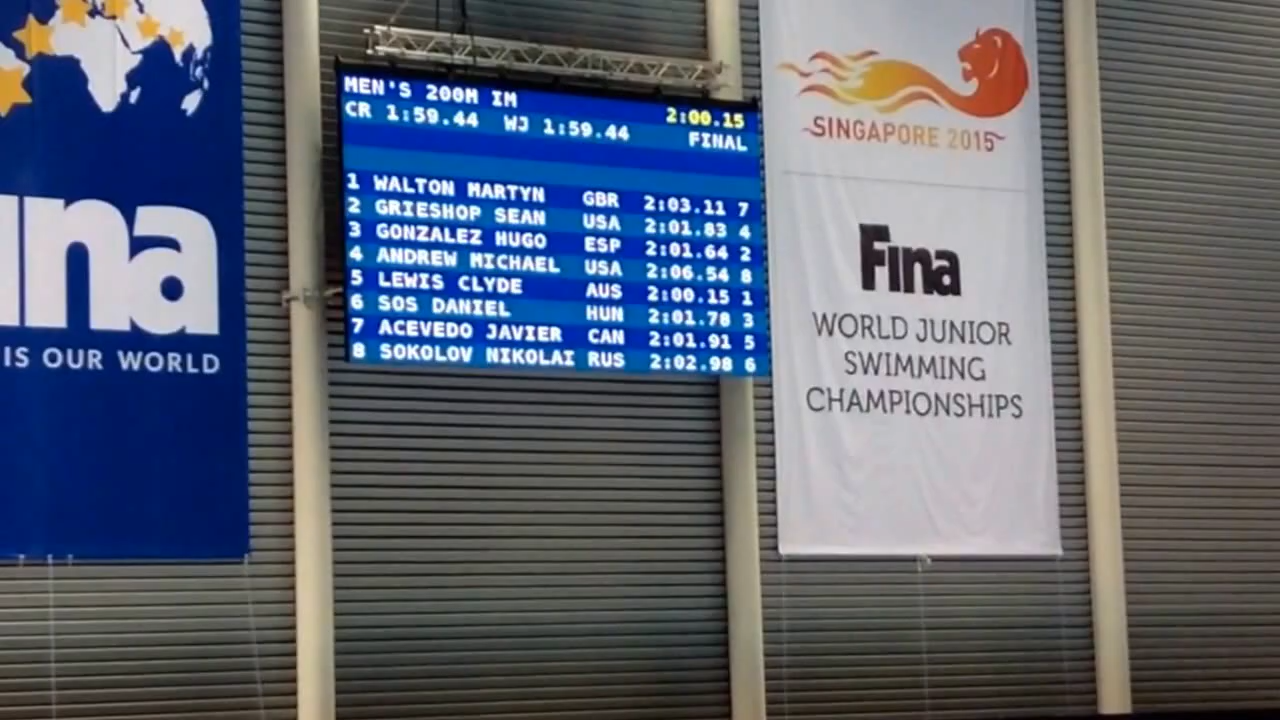 una
IS OUR WORLD
MEN'S 200M IM 2:00.15
CR 1:59.44 WJ 1:59.44 FINAL
1 WALTON MARTYN GBR 2:03.11 7
2 GRIESHOP SEAN USA 2:01.83 4
3 GONZALEZ HUGO ESP 2:01.64 2
4 ANDREW MICHAEL USA 2:06.54 8
5 LEWIS CLYDE AUS 2:00.15 1
6 SOS DANIEL HUN 2:01.78 3
7 ACEVEDO JAVIER CAN 2:01.91 5
8 SOKOLOV NIKOLAI RUS 2:02.98 6
SINGAPORE 2015
Fina
WORLD JUNIOR
SWIMMING
CHAMPIONSHIPS